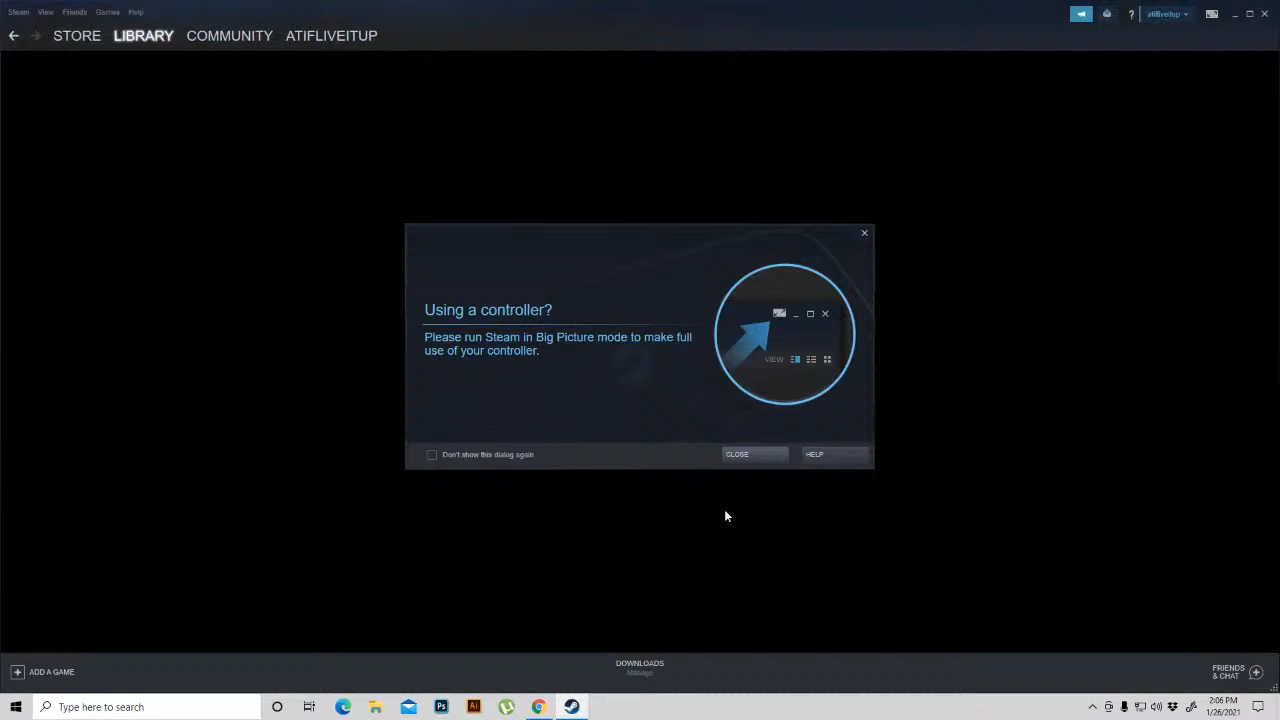 Steam View Friends Games Help
? atifliveitup
STORE LIBRARY COMMUNITY ATIFLIVEITUP
Using a controller?
Please run Steam in Big Picture mode to make full
use of your controller.
VIEW
Don't show this dialog again
CLOSE HELP
ADD A GAME
DOWNLOADS
Manage
FRIENDS
& CHAT
Type here to search
Ps
Ai
2:06 PM
1/26/2021